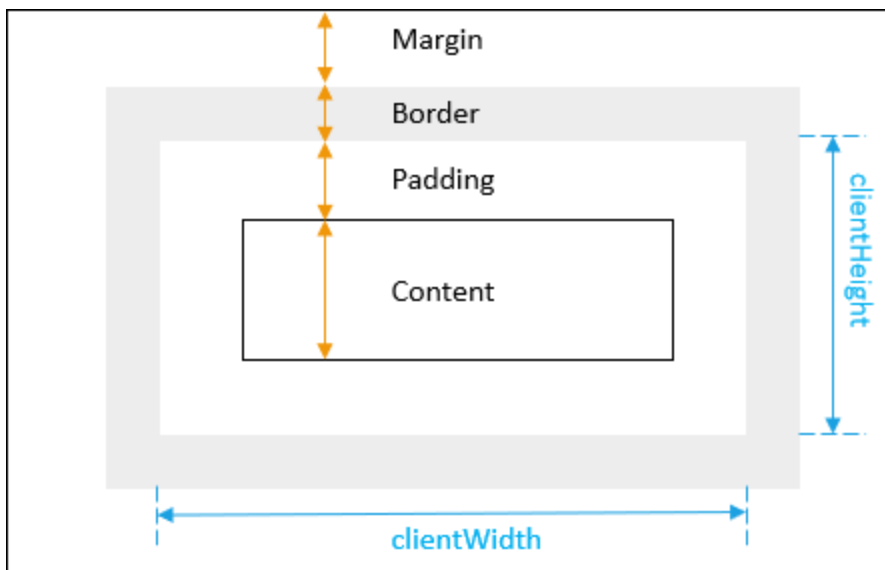 Margin
Border
Padding
Content
clientHeight
clientWidth